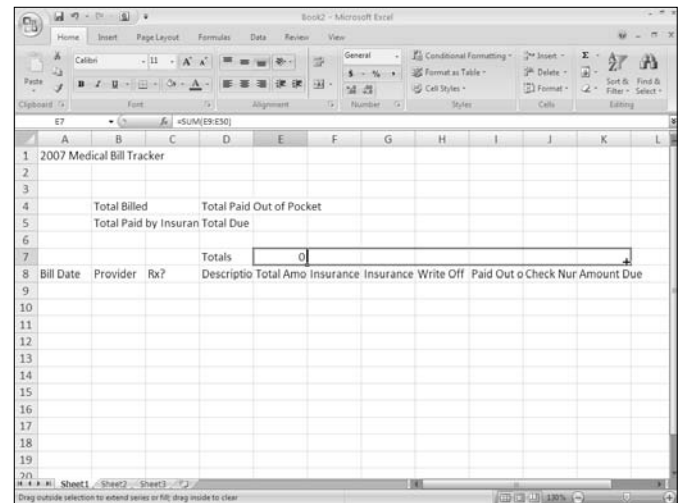 Book2 - Microsoft Excel
Home Insert Page Layout Formulas Data Review View
Calibri 11 General Conditional Formatting Insert Σ
Paste Format as Table Delete
B I U $ % , Cell Styles Format Sort & Filter Find & Select
Clipboard Font Alignment Number Styles Cells Editing
E7 fx =SUM(E9:E50)
A B C D E F G H I J K L
1 2007 Medical Bill Tracker
2
3
4 Total Billed Total Paid Out of Pocket
5 Total Paid by Insuran Total Due
6
7 Totals 0
8 Bill Date Provider Rx? Descriptio Total Amo Insurance Insurance Write Off Paid Out o Check Nur Amount Due
9
10
11
12
13
14
15
16
17
18
19
20
Sheet1 Sheet2 Sheet3
Drag outside selection to extend series or fill; drag inside to clear 130%